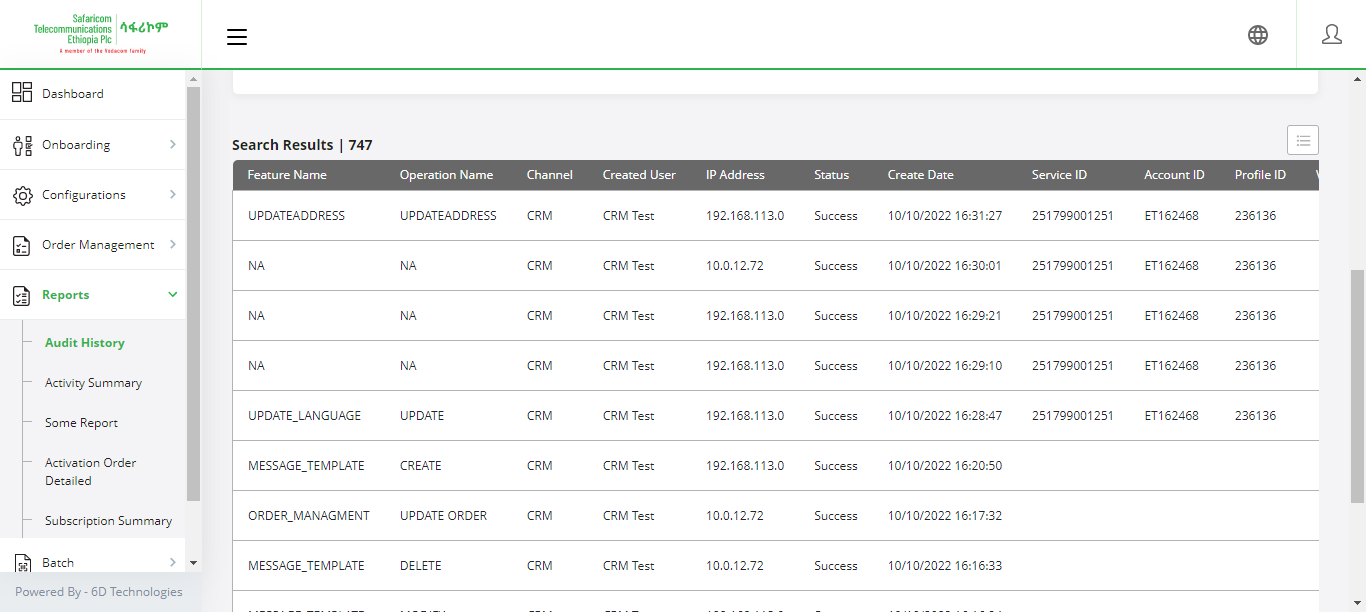 Safaricom
Telecommunications
Ethiopia Plc
ሳፋሪኮም
A member of the Vodacom family
Dashboard
Onboarding
Configurations
Order Management
Reports
Audit History
Activity Summary
Some Report
Activation Order
Detailed
Subscription Summary
Batch
Powered By - 6D Technologies
Search Results | 747
Feature Name Operation Name Channel Created User IP Address Status Create Date Service ID Account ID Profile ID
UPDATEADDRESS UPDATEADDRESS CRM CRM Test 192.168.113.0 Success 10/10/2022 16:31:27 251799001251 ET162468 236136
NA NA CRM CRM Test 10.0.12.72 Success 10/10/2022 16:30:01 251799001251 ET162468 236136
NA NA CRM CRM Test 192.168.113.0 Success 10/10/2022 16:29:21 251799001251 ET162468 236136
NA NA CRM CRM Test 192.168.113.0 Success 10/10/2022 16:29:10 251799001251 ET162468 236136
UPDATE_LANGUAGE UPDATE CRM CRM Test 192.168.113.0 Success 10/10/2022 16:28:47 251799001251 ET162468 236136
MESSAGE_TEMPLATE CREATE CRM CRM Test 192.168.113.0 Success 10/10/2022 16:20:50
ORDER_MANAGMENT UPDATE ORDER CRM CRM Test 10.0.12.72 Success 10/10/2022 16:17:32
MESSAGE_TEMPLATE DELETE CRM CRM Test 10.0.12.72 Success 10/10/2022 16:16:33